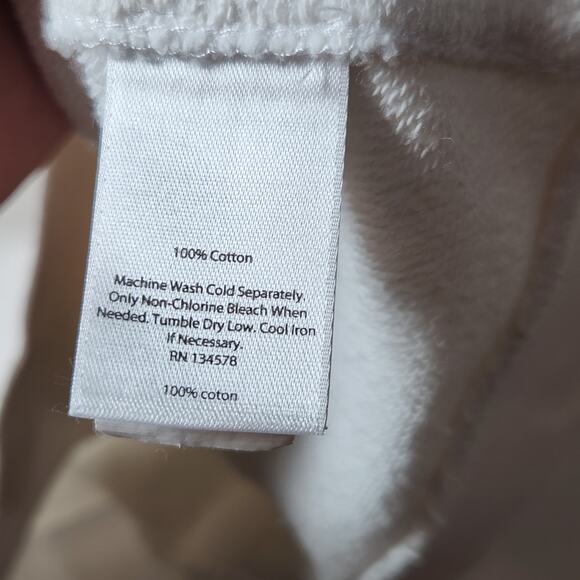 100% Cotton
Machine Wash Cold Separately.
Only Non-Chlorine Bleach When
Needed. Tumble Dry Low. Cool Iron
If Necessary.
RN 134578
100% coton